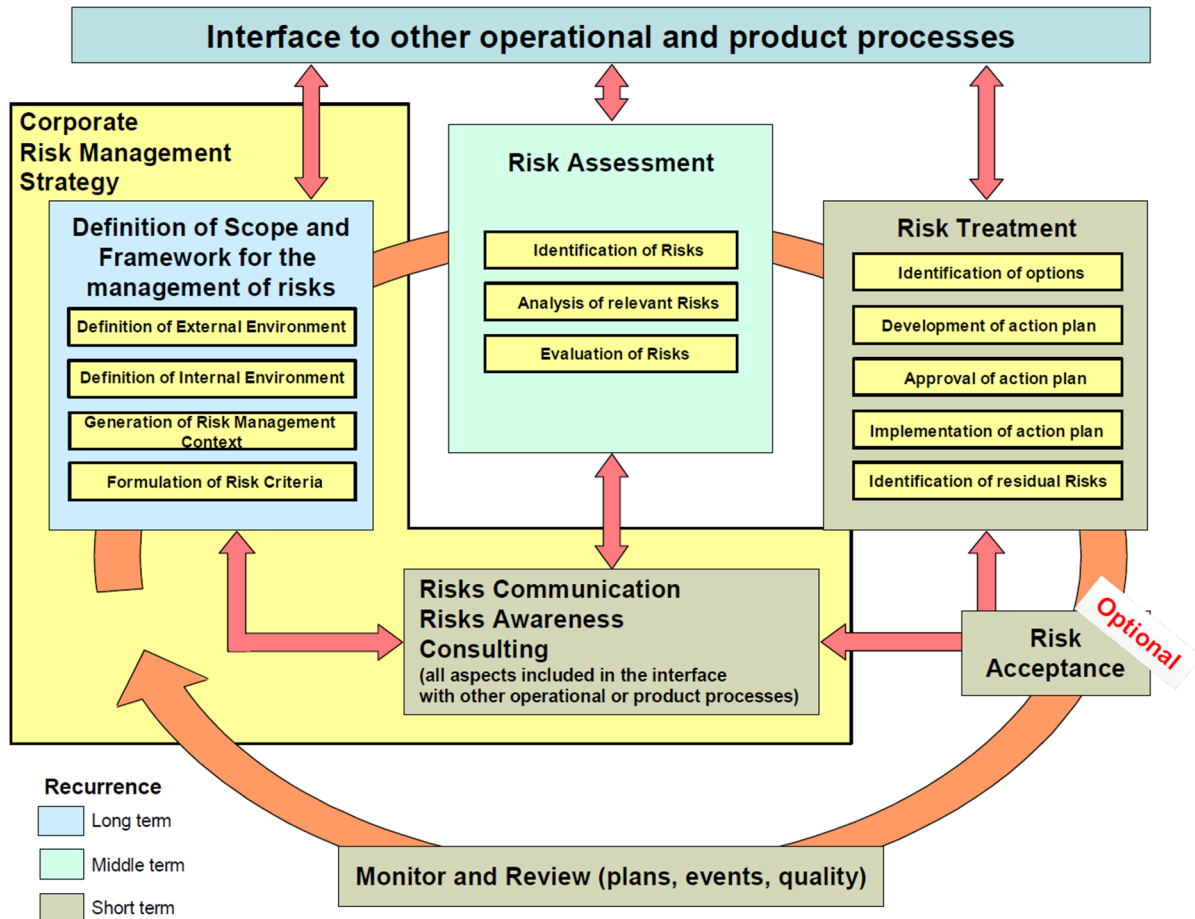 Interface to other operational and product processes
Corporate
Risk Management
Strategy
Definition of Scope and
Framework for the
management of risks
Definition of External Environment
Definition of Internal Environment
Generation of Risk Management
Context
Formulation of Risk Criteria
Risk Assessment
Identification of Risks
Analysis of relevant Risks
Evaluation of Risks
Risk Treatment
Identification of options
Development of action plan
Approval of action plan
Implementation of action plan
Identification of residual Risks
Risks Communication
Risks Awareness
Consulting
(all aspects included in the interface
with other operational or product processes)
Risk
Acceptance
Optional
Monitor and Review (plans, events, quality)
Recurrence
Long term
Middle term
Short term